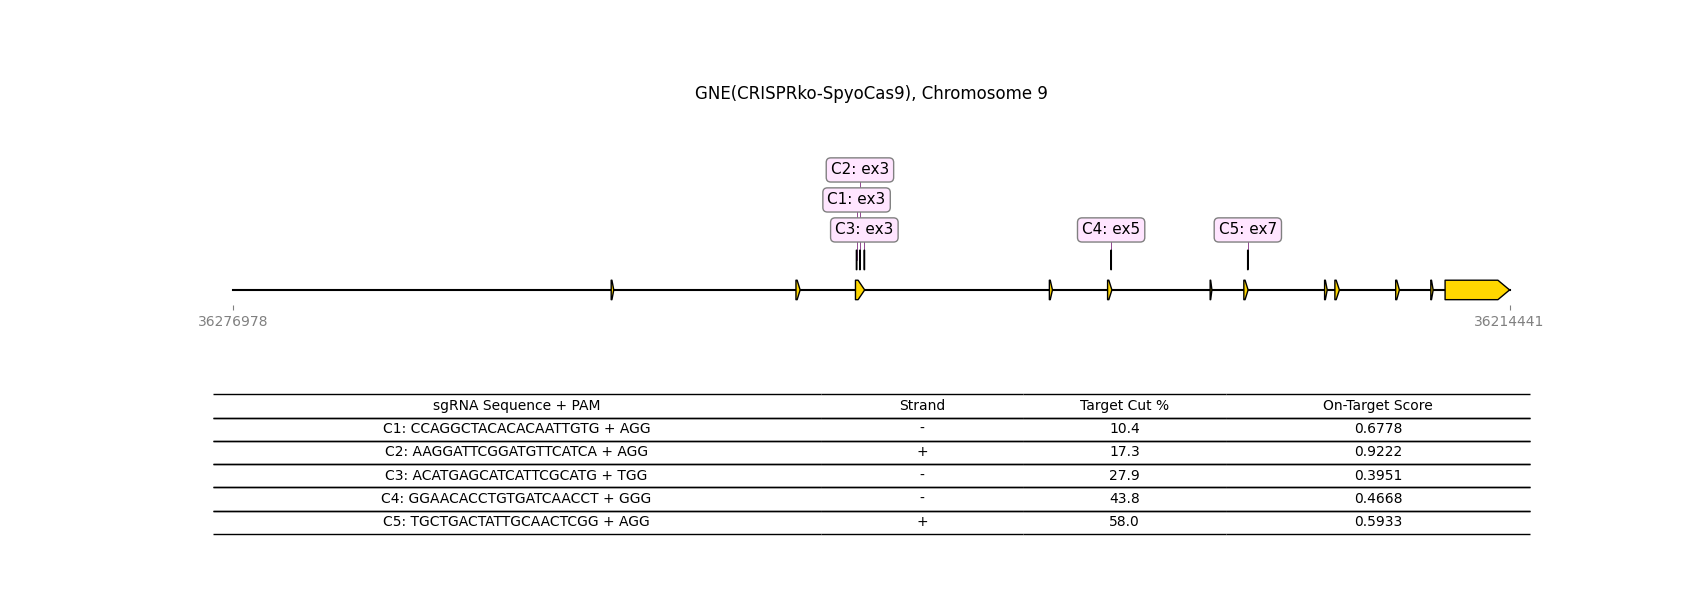 GNE(CRISPRko-SpyoCas9), Chromosome 9
C2: ex3
C1: ex3
C3: ex3
C4: ex5
C5: ex7
36276978
36214441
sgRNA Sequence + PAM Strand Target Cut % On-Target Score
C1: CCAGGCTACACACAATTGTG + AGG - 10.4 0.6778
C2: AAGGATTCGGATGTTCATCA + AGG + 17.3 0.9222
C3: ACATGAGCATCATTCGCATG + TGG - 27.9 0.3951
C4: GGAACACCTGTGATCAACCT + GGG - 43.8 0.4668
C5: TGCTGACTATTGCAACTCGG + AGG + 58.0 0.5933